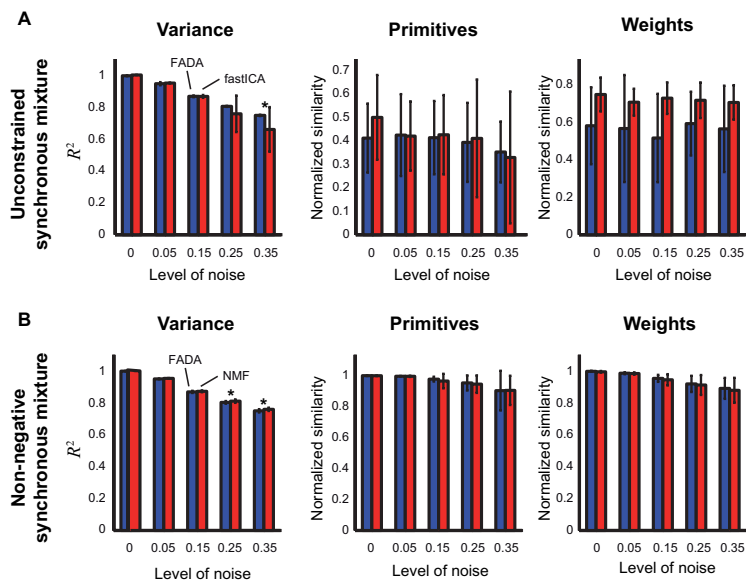 A
Unconstrained
synchronous mixture
Variance
R²
1
0.8
0.6
0.4
0.2
0
FADA
fastICA
*
0 0.05 0.15 0.25 0.35
Level of noise
Primitives
Normalized similarity
0.7
0.6
0.5
0.4
0.3
0.2
0.1
0
0 0.05 0.15 0.25 0.35
Level of noise
Weights
Normalized similarity
0.8
0.6
0.4
0.2
0
0 0.05 0.15 0.25 0.35
Level of noise
B
Non-negative
synchronous mixture
Variance
R²
1
0.8
0.6
0.4
0.2
0
FADA
NMF
* *
0 0.05 0.15 0.25 0.35
Level of noise
Primitives
Normalized similarity
1
0.8
0.6
0.4
0.2
0
0 0.05 0.15 0.25 0.35
Level of noise
Weights
Normalized similarity
1
0.8
0.6
0.4
0.2
0
0 0.05 0.15 0.25 0.35
Level of noise